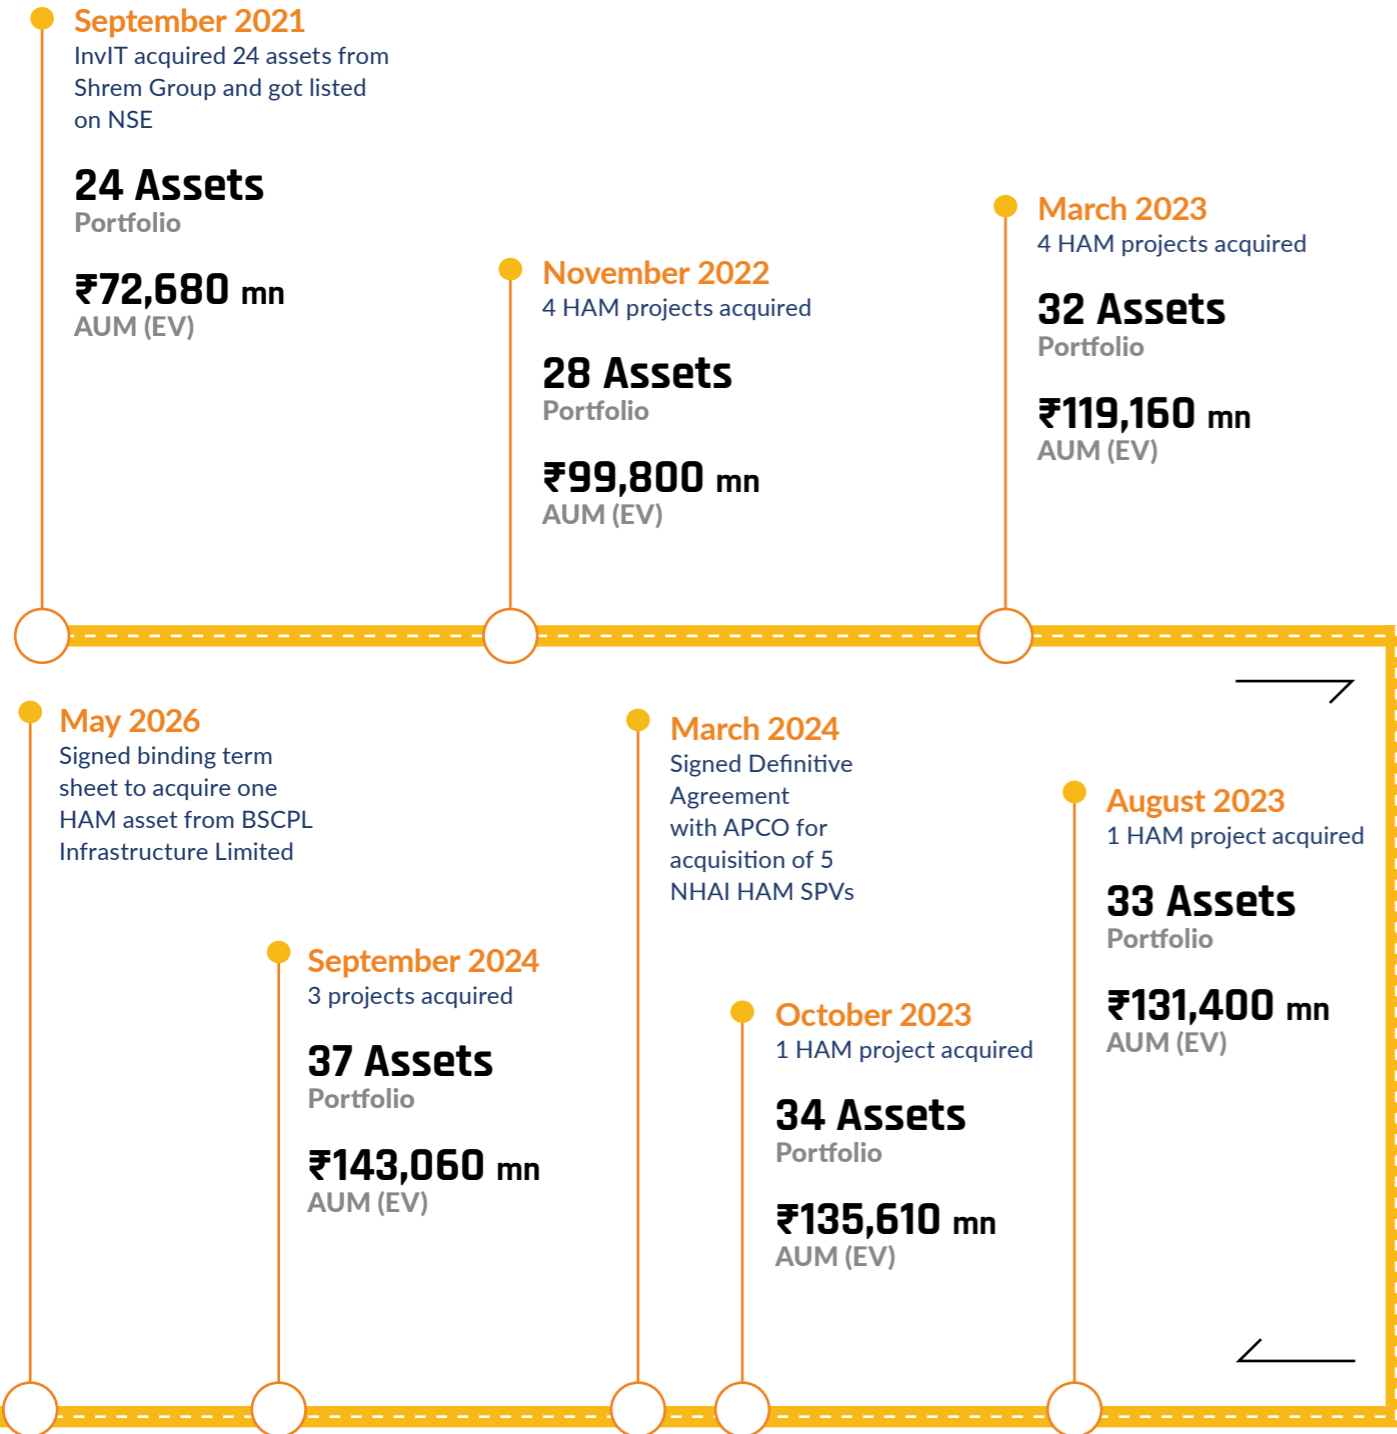 September 2021
InvIT acquired 24 assets from
Shrem Group and got listed
on NSE
24 Assets
Portfolio
₹72,680 mn
AUM (EV)
November 2022
4 HAM projects acquired
28 Assets
Portfolio
₹99,800 mn
AUM (EV)
March 2023
4 HAM projects acquired
32 Assets
Portfolio
₹119,160 mn
AUM (EV)
August 2023
1 HAM project acquired
33 Assets
Portfolio
₹131,400 mn
AUM (EV)
October 2023
1 HAM project acquired
34 Assets
Portfolio
₹135,610 mn
AUM (EV)
March 2024
Signed Definitive
Agreement
with APCO for
acquisition of 5
NHAI HAM SPVs
September 2024
3 projects acquired
37 Assets
Portfolio
₹143,060 mn
AUM (EV)
May 2026
Signed binding term
sheet to acquire one
HAM asset from BSCPL
Infrastructure Limited